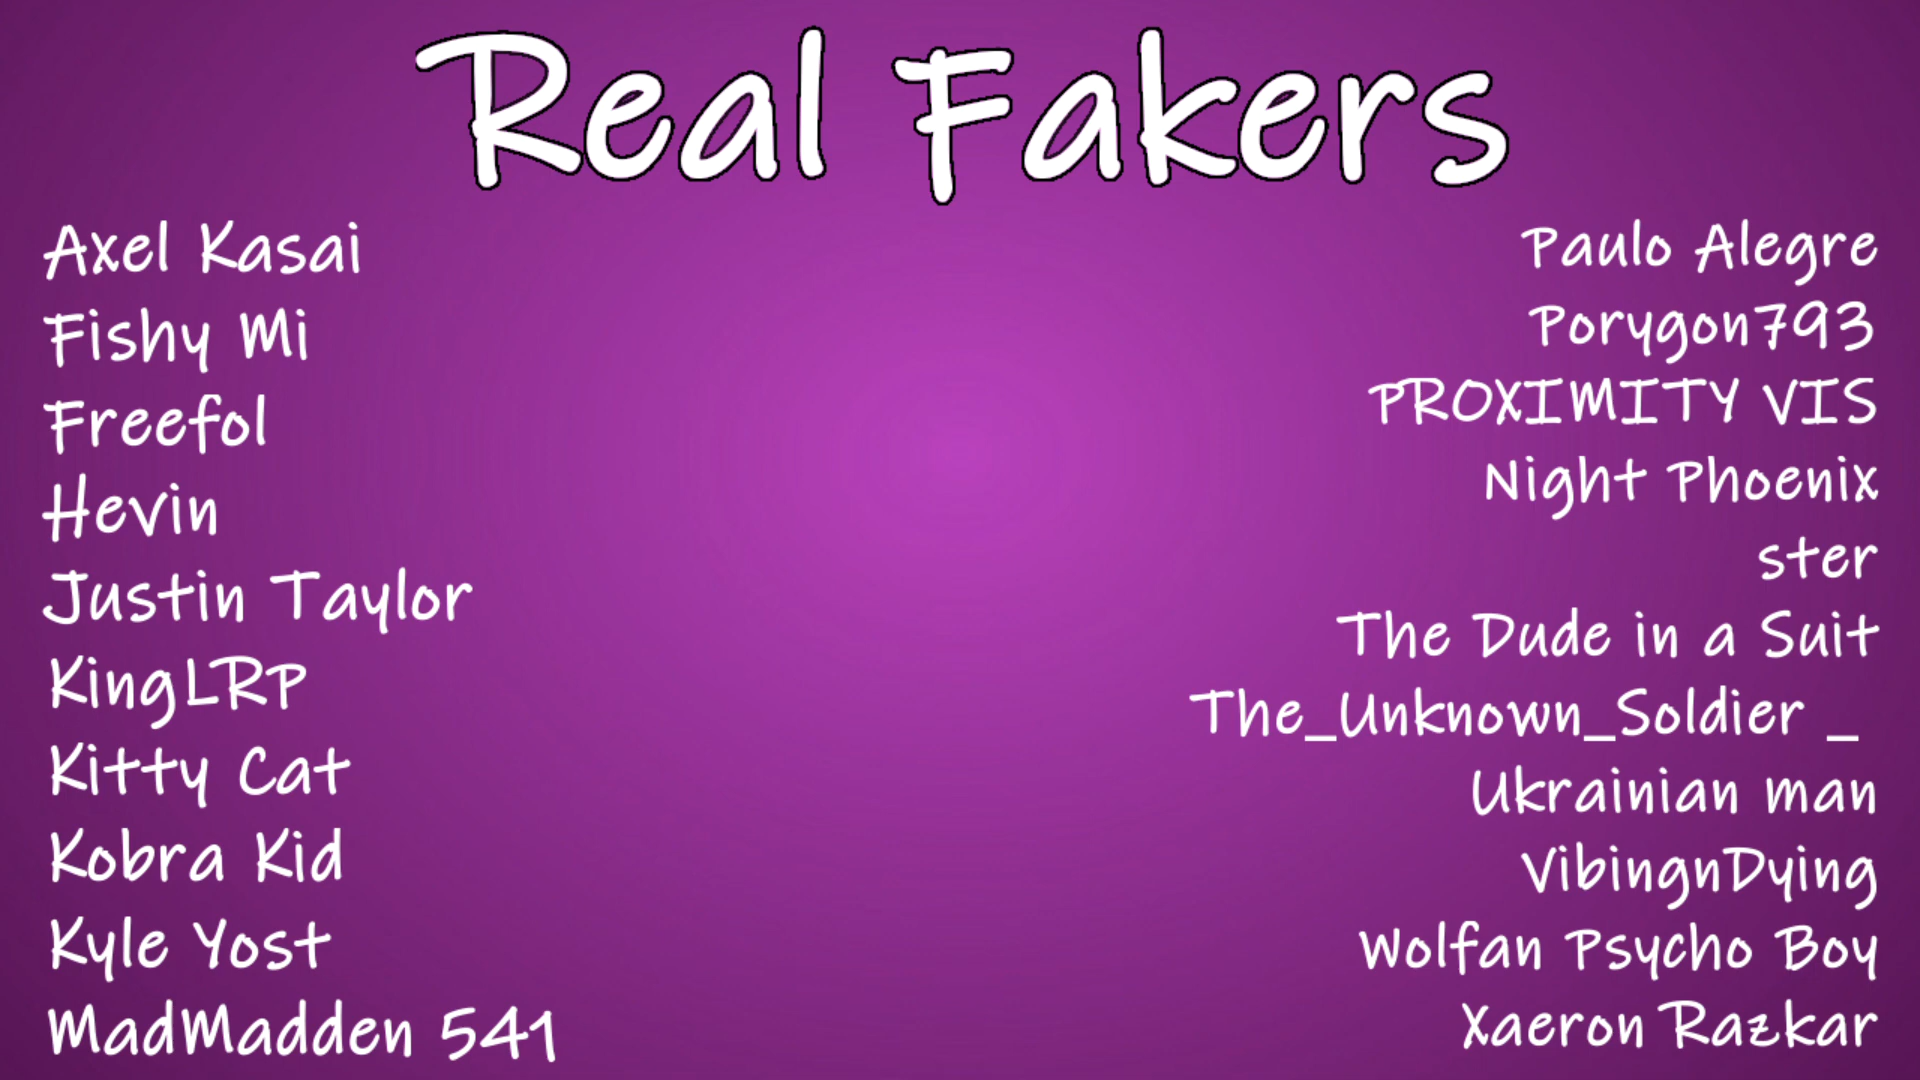 Real Fakers
Axel Kasai
Fishy Mi
Freefol
Hevin
Justin Taylor
KingLRP
Kitty Cat
Kobra Kid
Kyle Yost
MadMadden 541
Paulo Alegre
Porygon793
PROXIMITY VIS
Night Phoenix
ster
The Dude in a Suit
The_Unknown_Soldier _
Ukrainian man
VibingnDying
Wolfan Psycho Boy
Xaeron Razkar